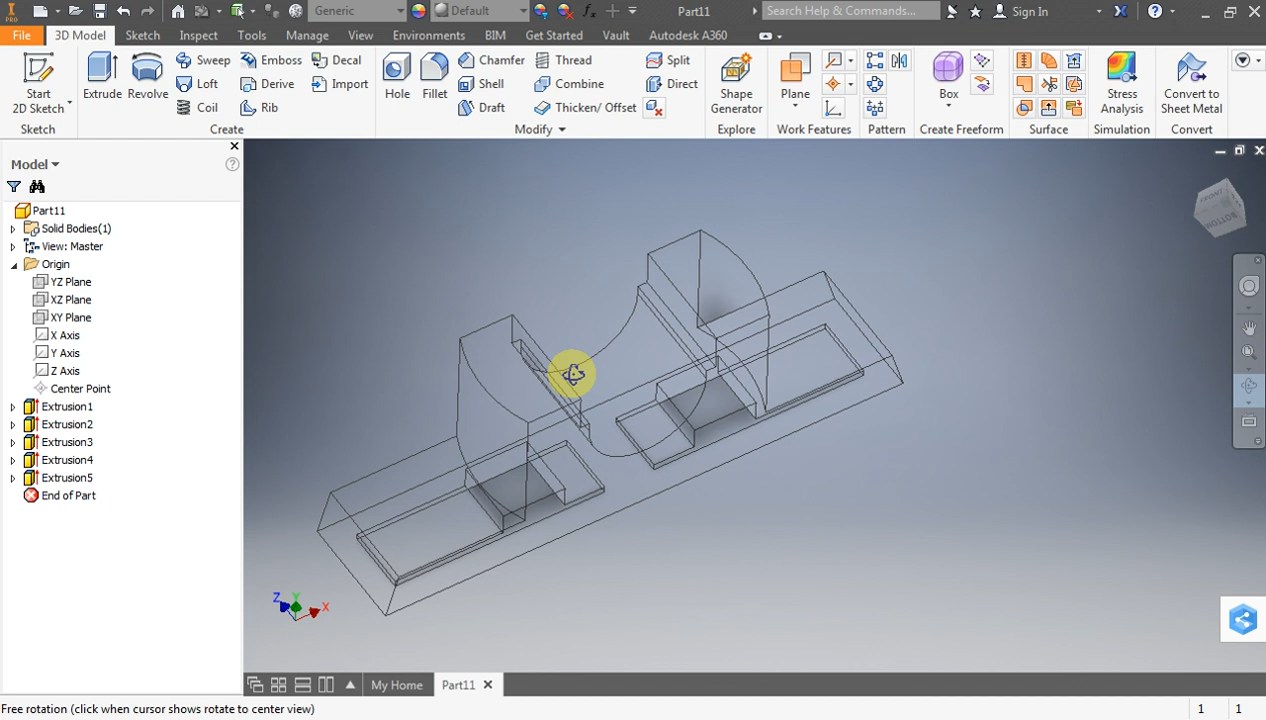 PRO Generic Default fx Part11 Search Help & Commands... Sign In
File 3D Model Sketch Inspect Tools Manage View Environments BIM Get Started Vault Autodesk A360
Start 2D Sketch
Extrude Revolve Sweep Loft Coil Emboss Derive Rib Decal Import
Hole Fillet Chamfer Shell Draft Thread Combine Thicken/ Offset Split Direct
Shape Generator
Plane
Box
Stress Analysis
Convert to Sheet Metal
Sketch Create Modify Explore Work Features Pattern Create Freeform Surface Simulation Convert
Model
Part11
Solid Bodies(1)
View: Master
Origin
YZ Plane
XZ Plane
XY Plane
X Axis
Y Axis
Z Axis
Center Point
Extrusion1
Extrusion2
Extrusion3
Extrusion4
Extrusion5
End of Part
FRONT
BOTTOM
Z Y X
My Home Part11
Free rotation (click when cursor shows rotate to center view) 1 1